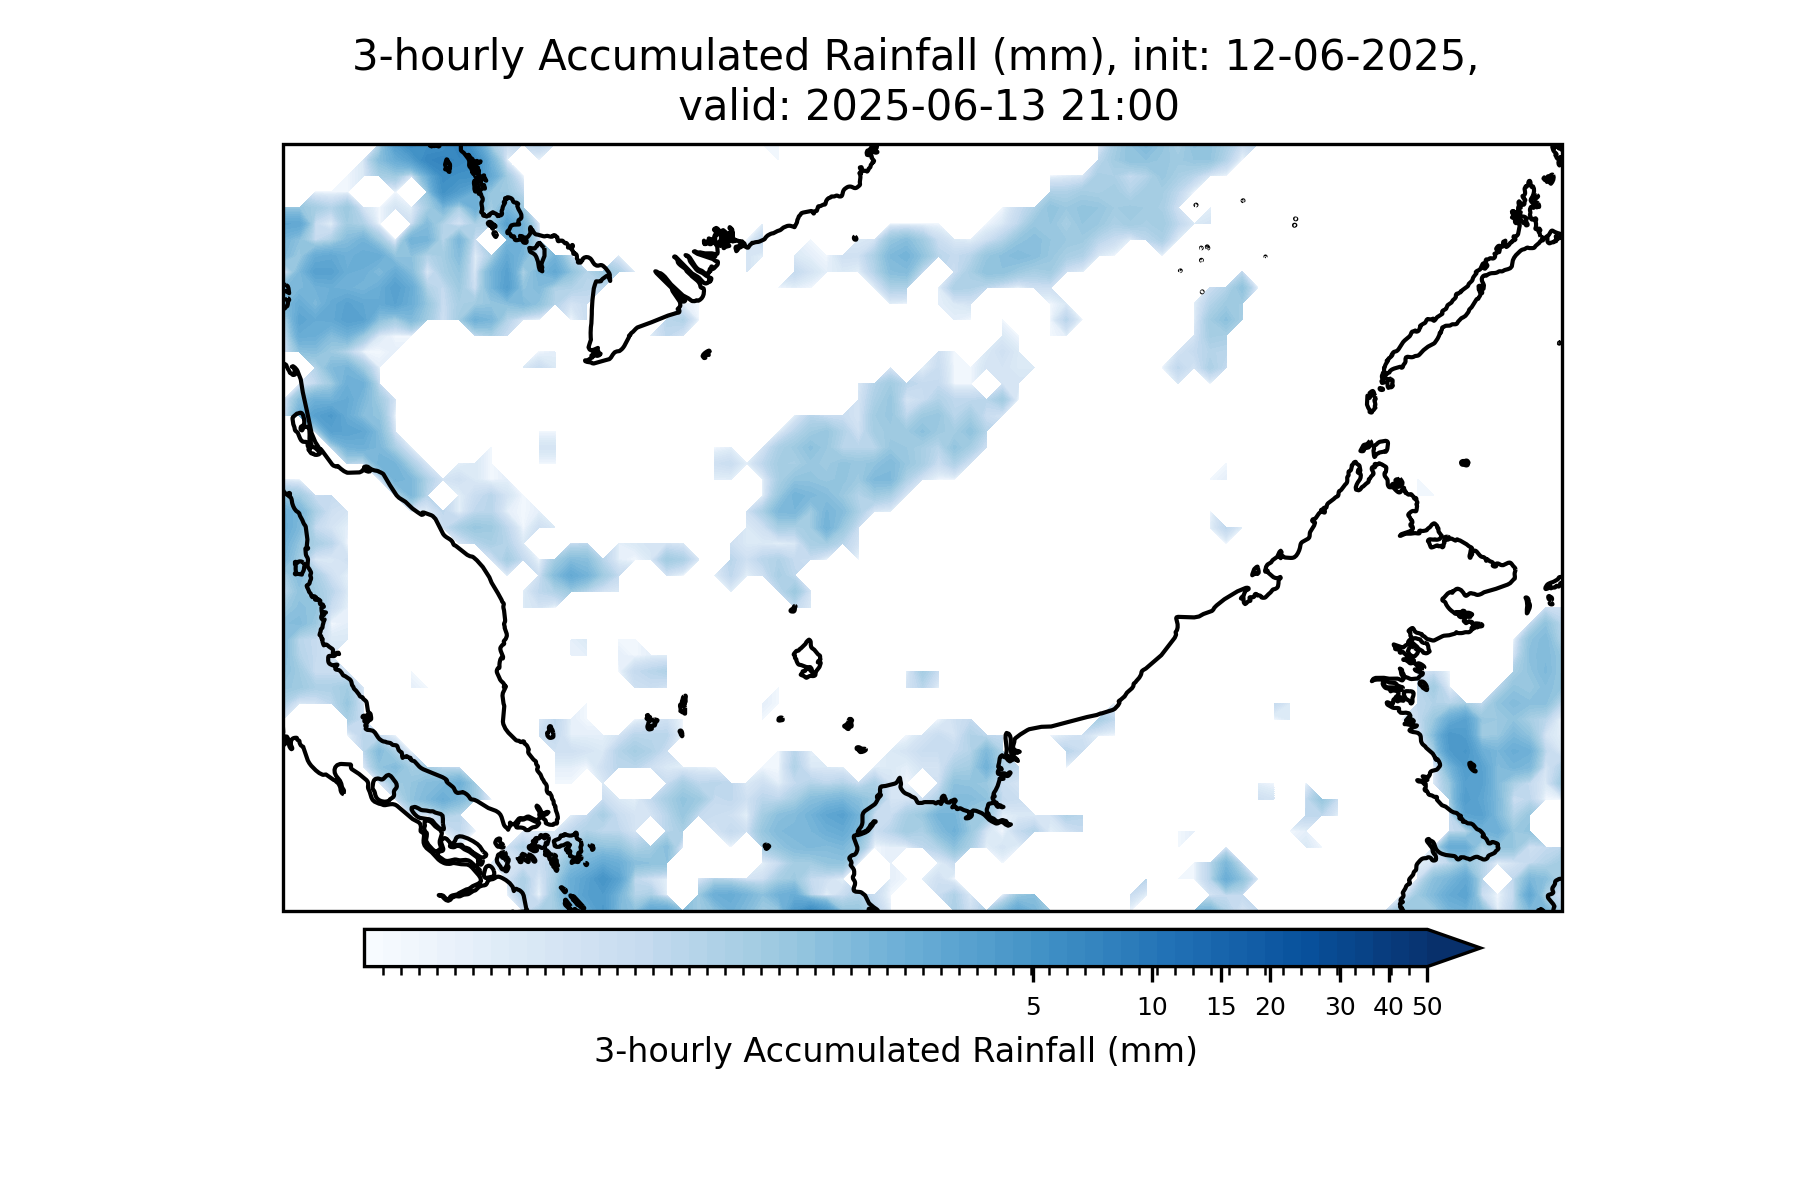 3-hourly Accumulated Rainfall (mm), init: 12-06-2025,
valid: 2025-06-13 21:00
5 10 15 20 30 40 50
3-hourly Accumulated Rainfall (mm)